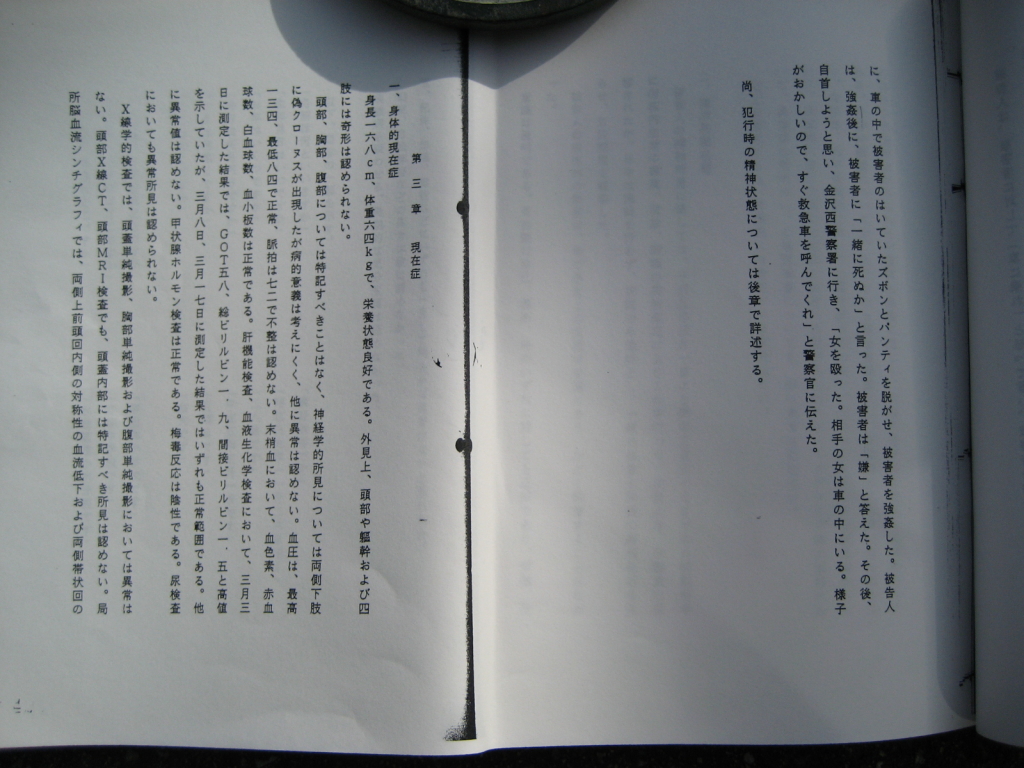 に、車の中で被害者のはいていたズボンとパンティを脱がせ、被害者を強姦した。被告人
は、強姦後に、被害者に「一緒に死ぬか」と言った。被害者は「嫌」と答えた。その後、
自首しようと思い、金沢西警察署に行き、「女を殴った。相手の女は車の中にいる。様子
がおかしいので、すぐ救急車を呼んでくれ」と警察官に伝えた。
尚、犯行時の精神状態については後章で詳述する。
第三章 現在症
一、身体的現在症
身長一六八cm、体重六四kgで、栄養状態良好である。外見上、頭部や軀幹および四
肢には奇形は認められない。
頭部、胸部、腹部については特記すべきことはなく、神経学的所見については両側下肢
に偽クローヌスが出現したが病的意義は考えにくく、他に異常は認めない。血圧は、最高
一三四、最低八四で正常、脈拍は七二で不整は認めない。末梢血において、血色素、赤血
球数、白血球数、血小板数は正常である。肝機能検査、血液生化学検査において、三月三
日に測定した結果では、GOT五八、総ビリルビン一．九、間接ビリルビン一．五と高値
を示していたが、三月八日、三月一七日に測定した結果ではいずれも正常範囲である。他
に異常値は認めない。甲状腺ホルモン検査は正常である。梅毒反応は陰性である。尿検査
においても異常所見は認められない。
X線学的検査では、頭蓋単純撮影、胸部単純撮影および腹部単純撮影においては異常は
ない。頭部X線CT、頭部MRI検査でも、頭蓋内部には特記すべき所見は認めない。局
所脳血流シンチグラフィでは、両側上前頭回内側の対称性の血流低下および両側帯状回の